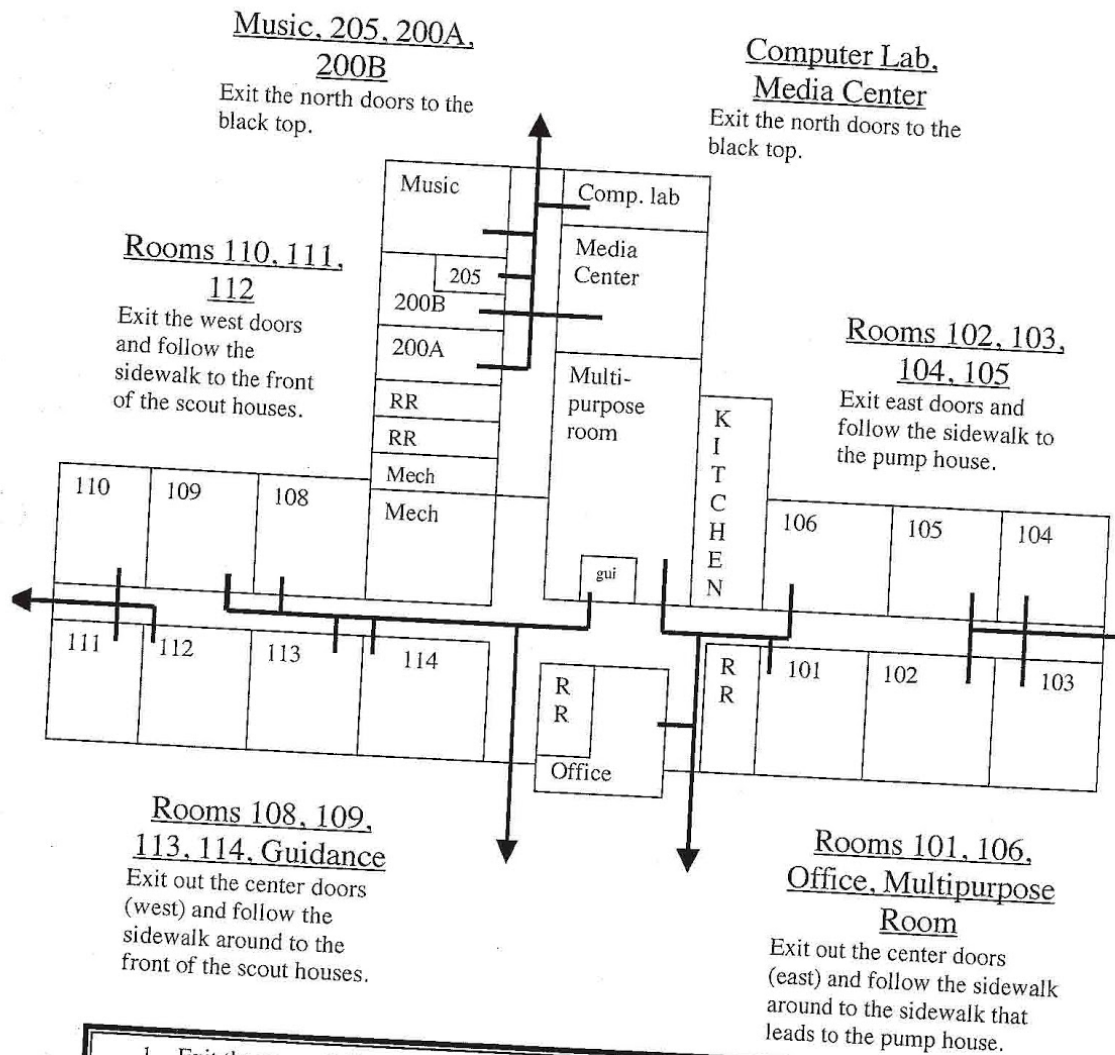 Music, 205, 200A,
200B
Exit the north doors to the
black top.
Computer Lab,
Media Center
Exit the north doors to the
black top.
Rooms 110, 111,
112
Exit the west doors
and follow the
sidewalk to the front
of the scout houses.
Rooms 102, 103,
104, 105
Exit east doors and
follow the sidewalk to
the pump house.
Music
Comp. lab
205
Media
Center
200B
200A
Multi-
purpose
room
RR
RR
Mech
Mech
K
I
T
C
H
E
N
110
109
108
gui
106
105
104
111
112
113
114
R
R
Office
R
R
101
102
103
Rooms 108, 109,
113, 114, Guidance
Exit out the center doors
(west) and follow the
sidewalk around to the
front of the scout houses.
Rooms 101, 106,
Office, Multipurpose
Room
Exit out the center doors
(east) and follow the sidewalk
around to the sidewalk that
leads to the pump house.
1. Exit the